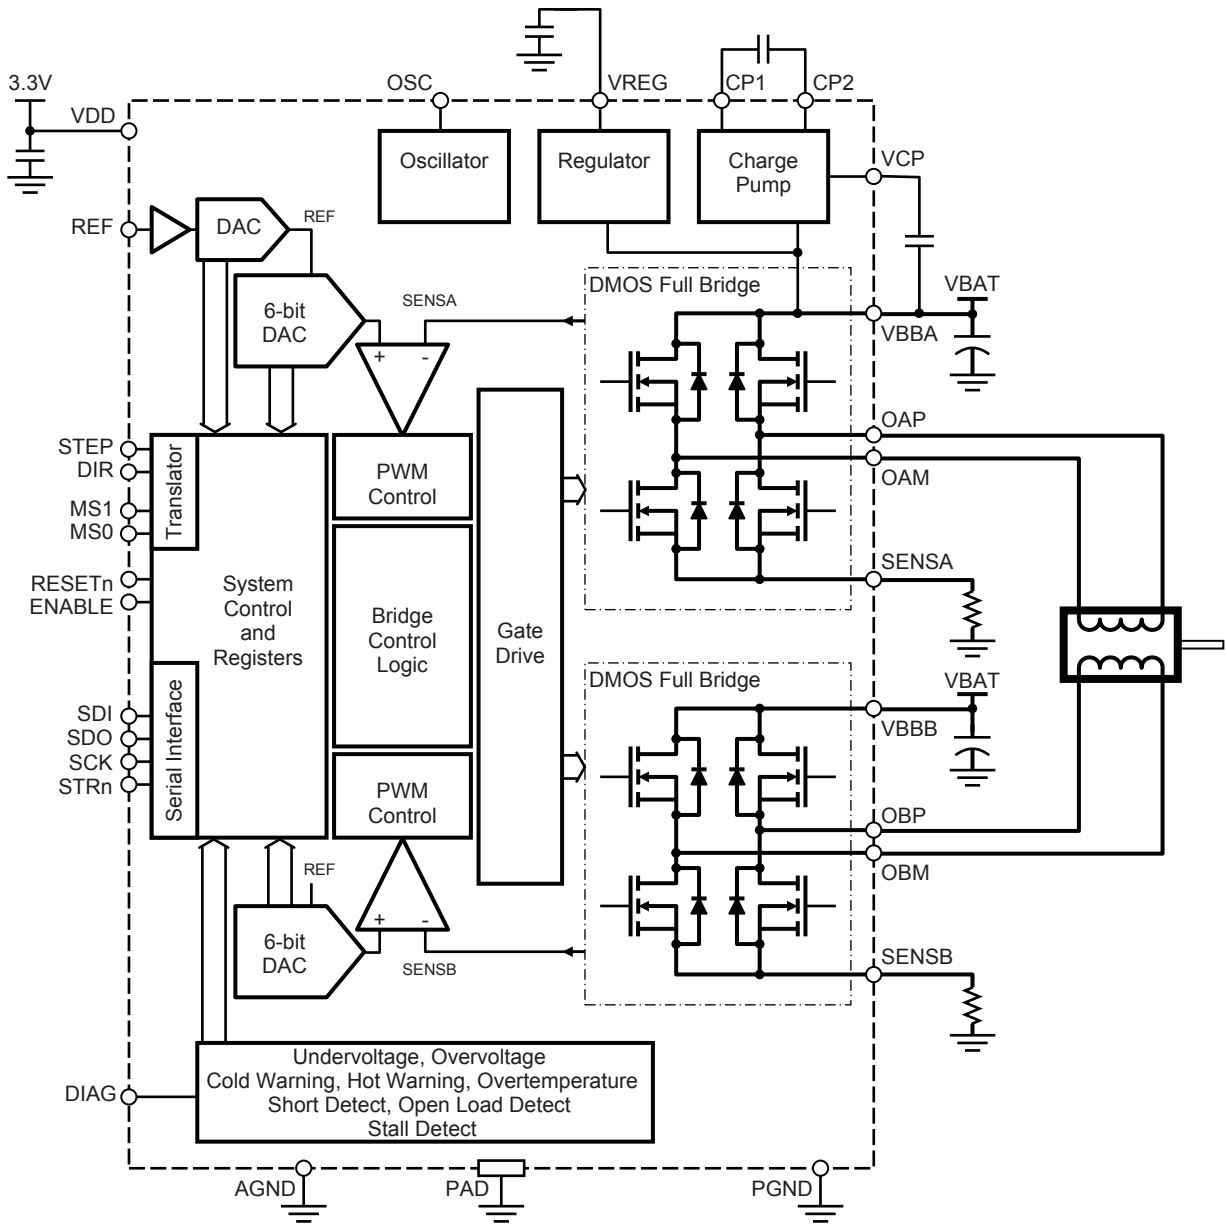 3.3V
VDD
OSC
VREG
CP1
CP2
Oscillator
Regulator
Charge
Pump
VCP
REF
DAC
REF
6-bit
DAC
SENSA
+
-
DMOS Full Bridge
VBAT
VBBA
OAP
OAM
STEP
DIR
MS1
MS0
Translator
PWM
Control
RESETn
ENABLE
System
Control
and
Registers
Bridge
Control
Logic
Gate
Drive
SENSA
DMOS Full Bridge
VBAT
VBBB
SDI
SDO
SCK
STRn
Serial Interface
PWM
Control
OBP
OBM
REF
6-bit
DAC
+
-
SENSB
SENSB
Undervoltage, Overvoltage
Cold Warning, Hot Warning, Overtemperature
Short Detect, Open Load Detect
Stall Detect
DIAG
AGND
PAD
PGND